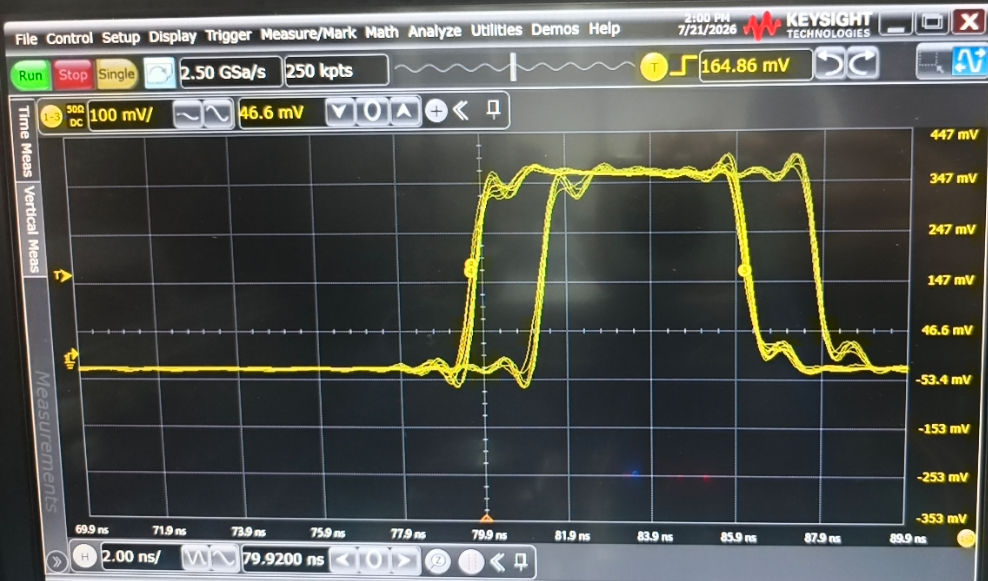 2:00 PM
7/21/2026
KEYSIGHT
TECHNOLOGIES
File Control Setup Display Trigger Measure/Mark Math Analyze Utilities Demos Help
Run Stop Single 2.50 GSa/s 250 kpts T 164.86 mV
1-3 50Ω DC 100 mV/ 46.6 mV
Time Meas
Vertical Meas
Measurements
T
447 mV
347 mV
247 mV
147 mV
46.6 mV
-53.4 mV
-153 mV
-253 mV
-353 mV
69.9 ns 71.9 ns 73.9 ns 75.9 ns 77.9 ns 79.9 ns 81.9 ns 83.9 ns 85.9 ns 87.9 ns 89.9 ns
H 2.00 ns/ 79.9200 ns 0